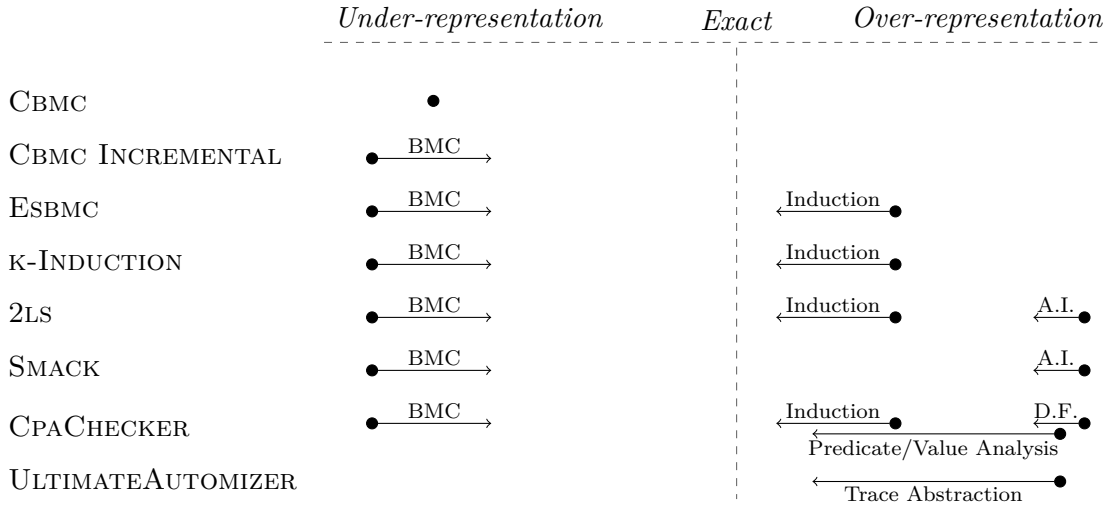 Under-representation Exact Over-representation
CBMC
CBMC INCREMENTAL BMC
ESBMC BMC Induction
K-INDUCTION BMC Induction
2LS BMC Induction A.I.
SMACK BMC A.I.
CPACHECKER BMC Induction D.F.
Predicate/Value Analysis
ULTIMATEAUTOMIZER
Trace Abstraction